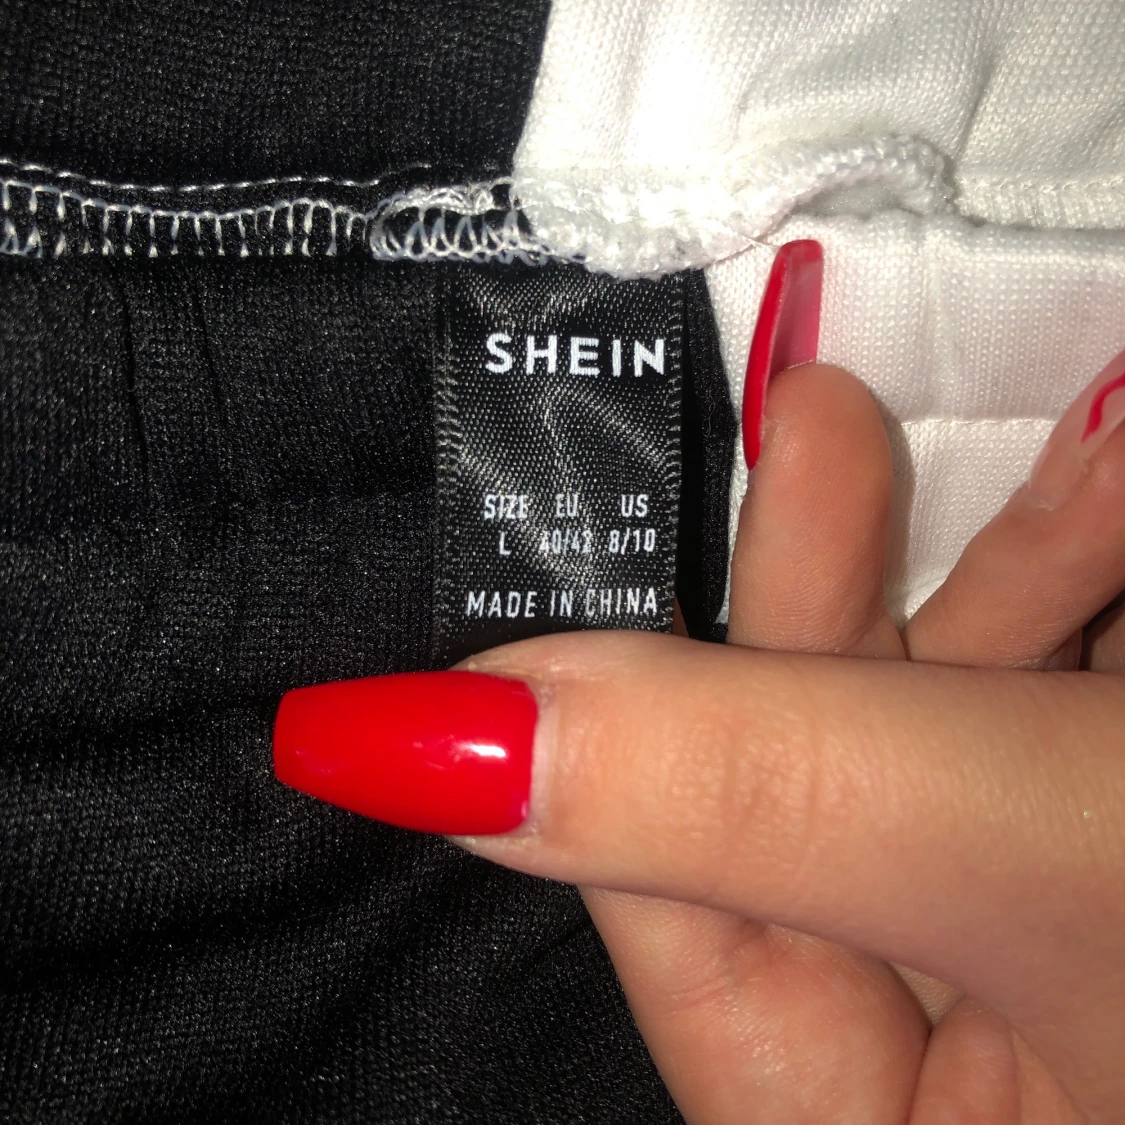 SHEIN
SIZE EU US
L 40/42 8/10
MADE IN CHINA